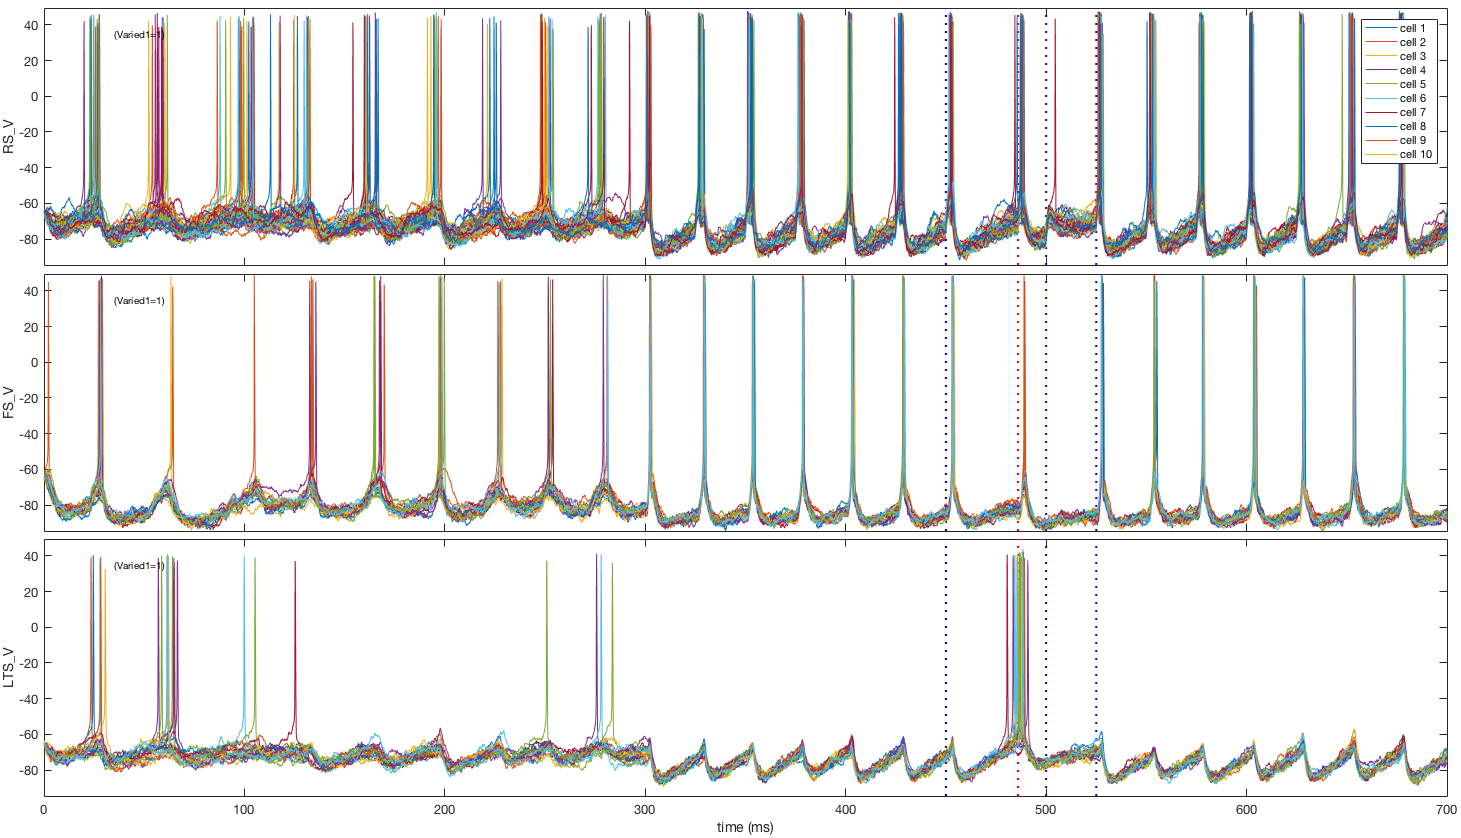 40
20
0
-20
-40
-60
-80
RS_V
(Varied1=1)
cell 1
cell 2
cell 3
cell 4
cell 5
cell 6
cell 7
cell 8
cell 9
cell 10
40
20
0
-20
-40
-60
-80
FS_V
(Varied1=1)
40
20
0
-20
-40
-60
-80
LTS_V
(Varied1=1)
0 100 200 300 400 500 600 700
time (ms)